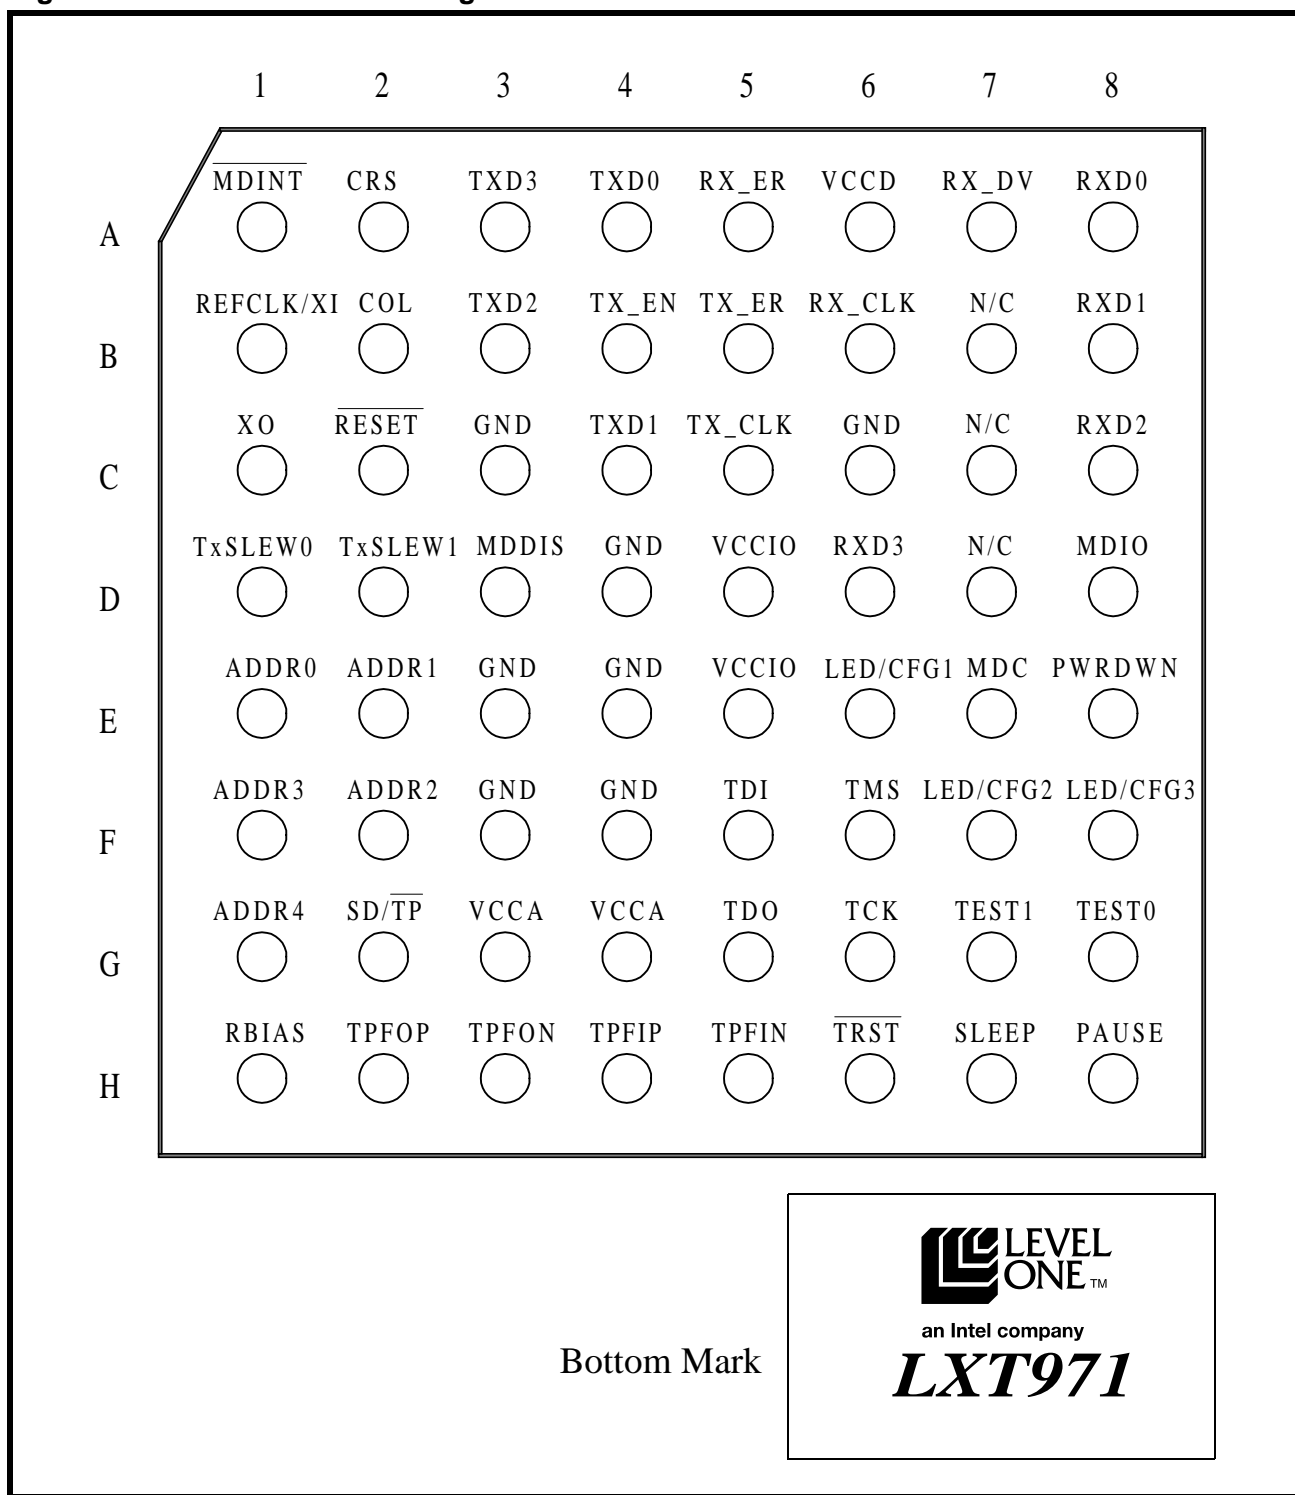 1 2 3 4 5 6 7 8
MDINT CRS TXD3 TXD0 RX_ER VCCD RX_DV RXD0
A
REFCLK/XI COL TXD2 TX_EN TX_ER RX_CLK N/C RXD1
B
XO RESET GND TXD1 TX_CLK GND N/C RXD2
C
TxSLEW0 TxSLEW1 MDDIS GND VCCIO RXD3 N/C MDIO
D
ADDR0 ADDR1 GND GND VCCIO LED/CFG1 MDC PWRDWN
E
ADDR3 ADDR2 GND GND TDI TMS LED/CFG2 LED/CFG3
F
ADDR4 SD/TP VCCA VCCA TDO TCK TEST1 TEST0
G
RBIAS TPFOP TPFON TPFIP TPFIN TRST SLEEP PAUSE
H
LEVEL
ONE TM
an Intel company
Bottom Mark
LXT971